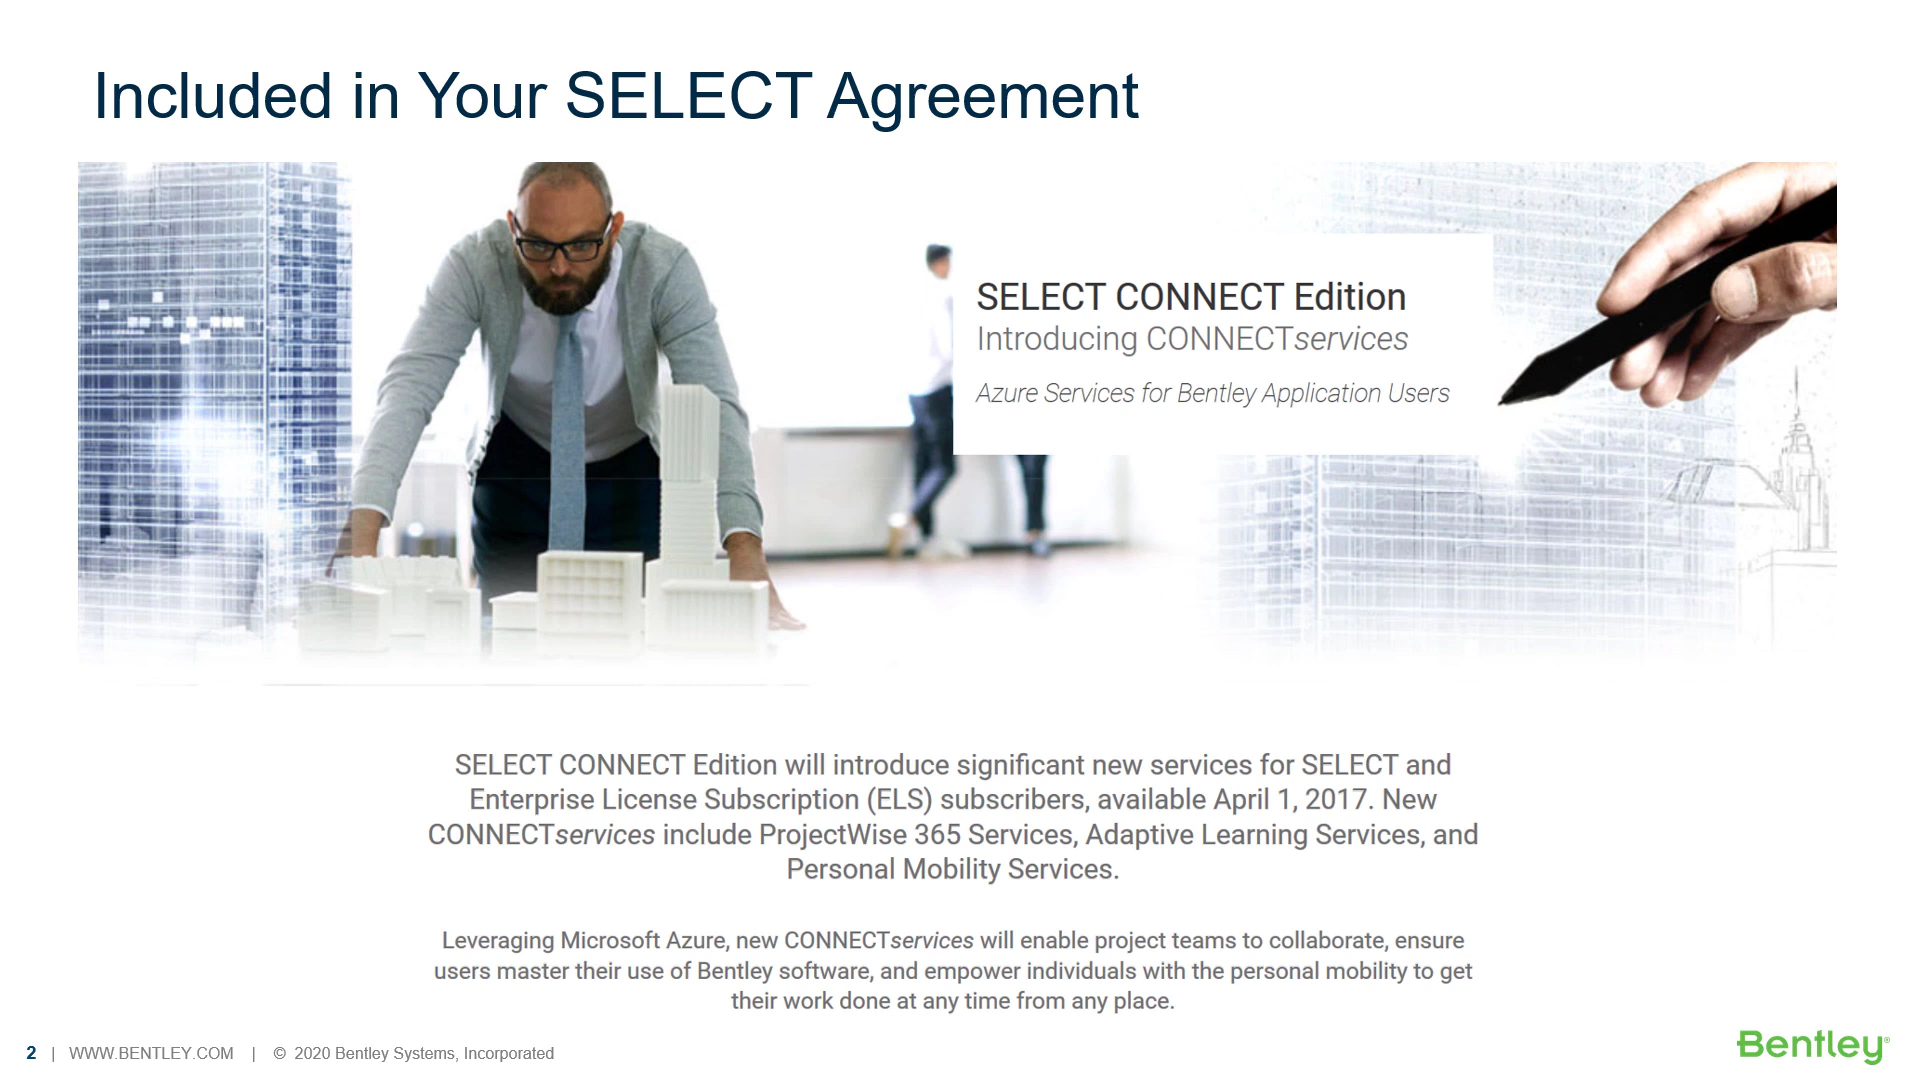 Included in Your SELECT Agreement
SELECT CONNECT Edition
Introducing CONNECTservices
Azure Services for Bentley Application Users
SELECT CONNECT Edition will introduce significant new services for SELECT and
Enterprise License Subscription (ELS) subscribers, available April 1, 2017. New
CONNECTservices include ProjectWise 365 Services, Adaptive Learning Services, and
Personal Mobility Services.
Leveraging Microsoft Azure, new CONNECTservices will enable project teams to collaborate, ensure
users master their use of Bentley software, and empower individuals with the personal mobility to get
their work done at any time from any place.
2 | WWW.BENTLEY.COM | © 2020 Bentley Systems, Incorporated
Bentley®